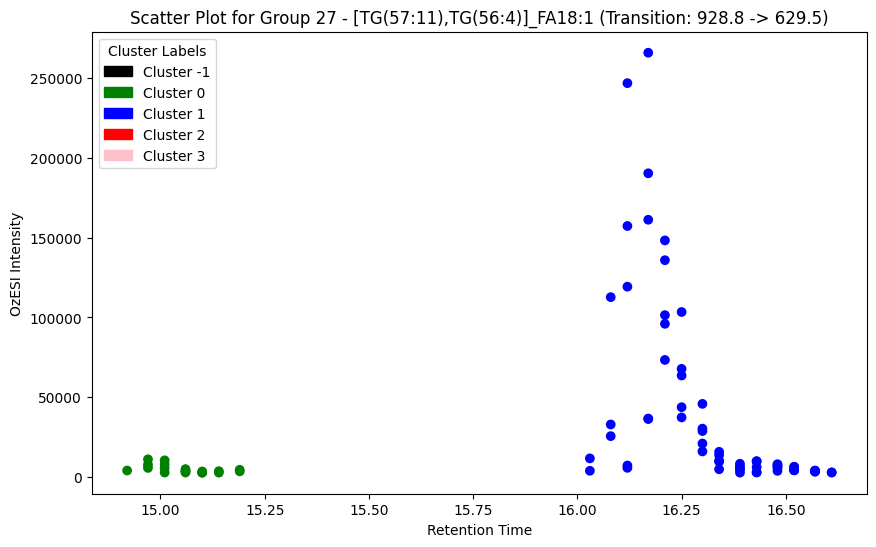 Scatter Plot for Group 27 - [TG(57:11),TG(56:4)]_FA18:1 (Transition: 928.8 -> 629.5)
Cluster Labels
Cluster -1
Cluster 0
Cluster 1
Cluster 2
Cluster 3
OzESI Intensity
250000
200000
150000
100000
50000
0
15.00 15.25 15.50 15.75 16.00 16.25 16.50
Retention Time